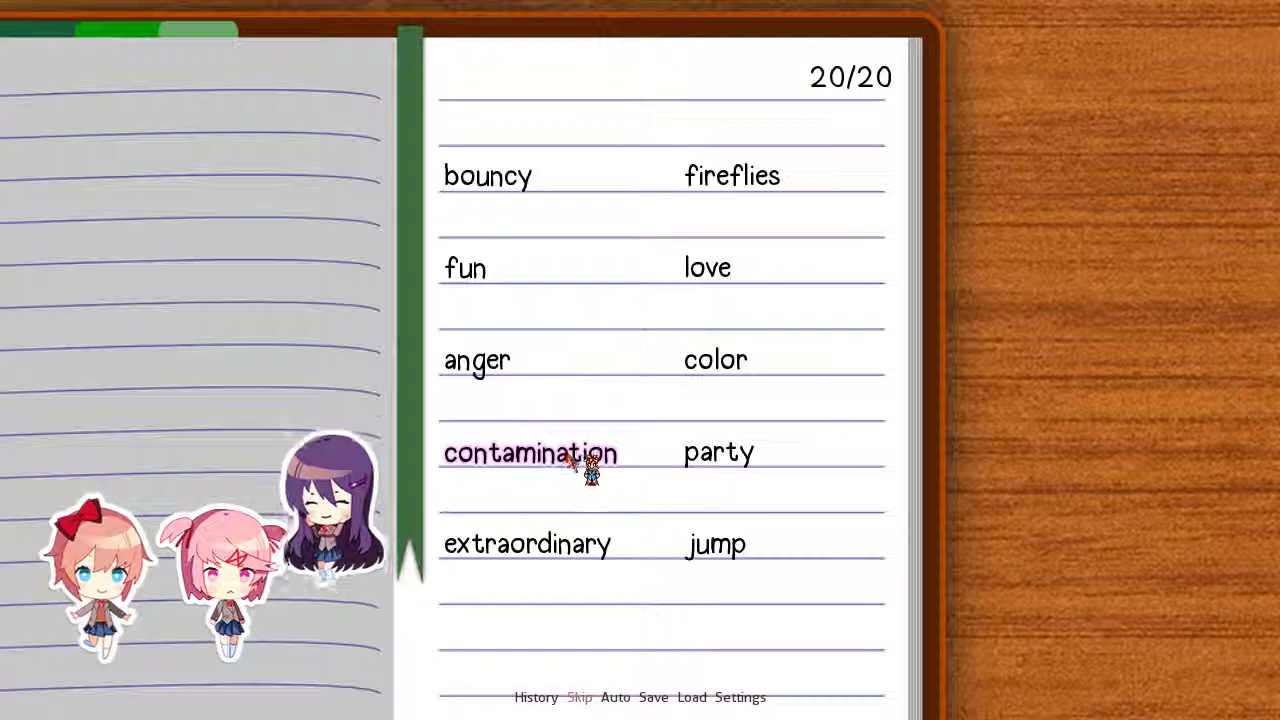 20/20
bouncy fireflies
fun love
anger color
contamination party
extraordinary jump
History Skip Auto Save Load Settings